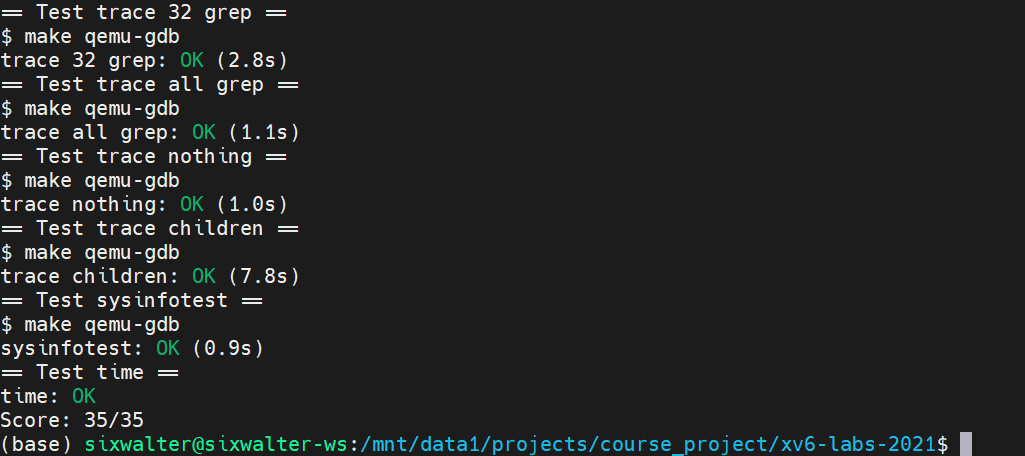 == Test trace 32 grep ==
$ make qemu-gdb
trace 32 grep: OK (2.8s)
== Test trace all grep ==
$ make qemu-gdb
trace all grep: OK (1.1s)
== Test trace nothing ==
$ make qemu-gdb
trace nothing: OK (1.0s)
== Test trace children ==
$ make qemu-gdb
trace children: OK (7.8s)
== Test sysinfotest ==
$ make qemu-gdb
sysinfotest: OK (0.9s)
== Test time ==
time: OK
Score: 35/35
(base) sixwalter@sixwalter-ws:/mnt/data1/projects/course_project/xv6-labs-2021$